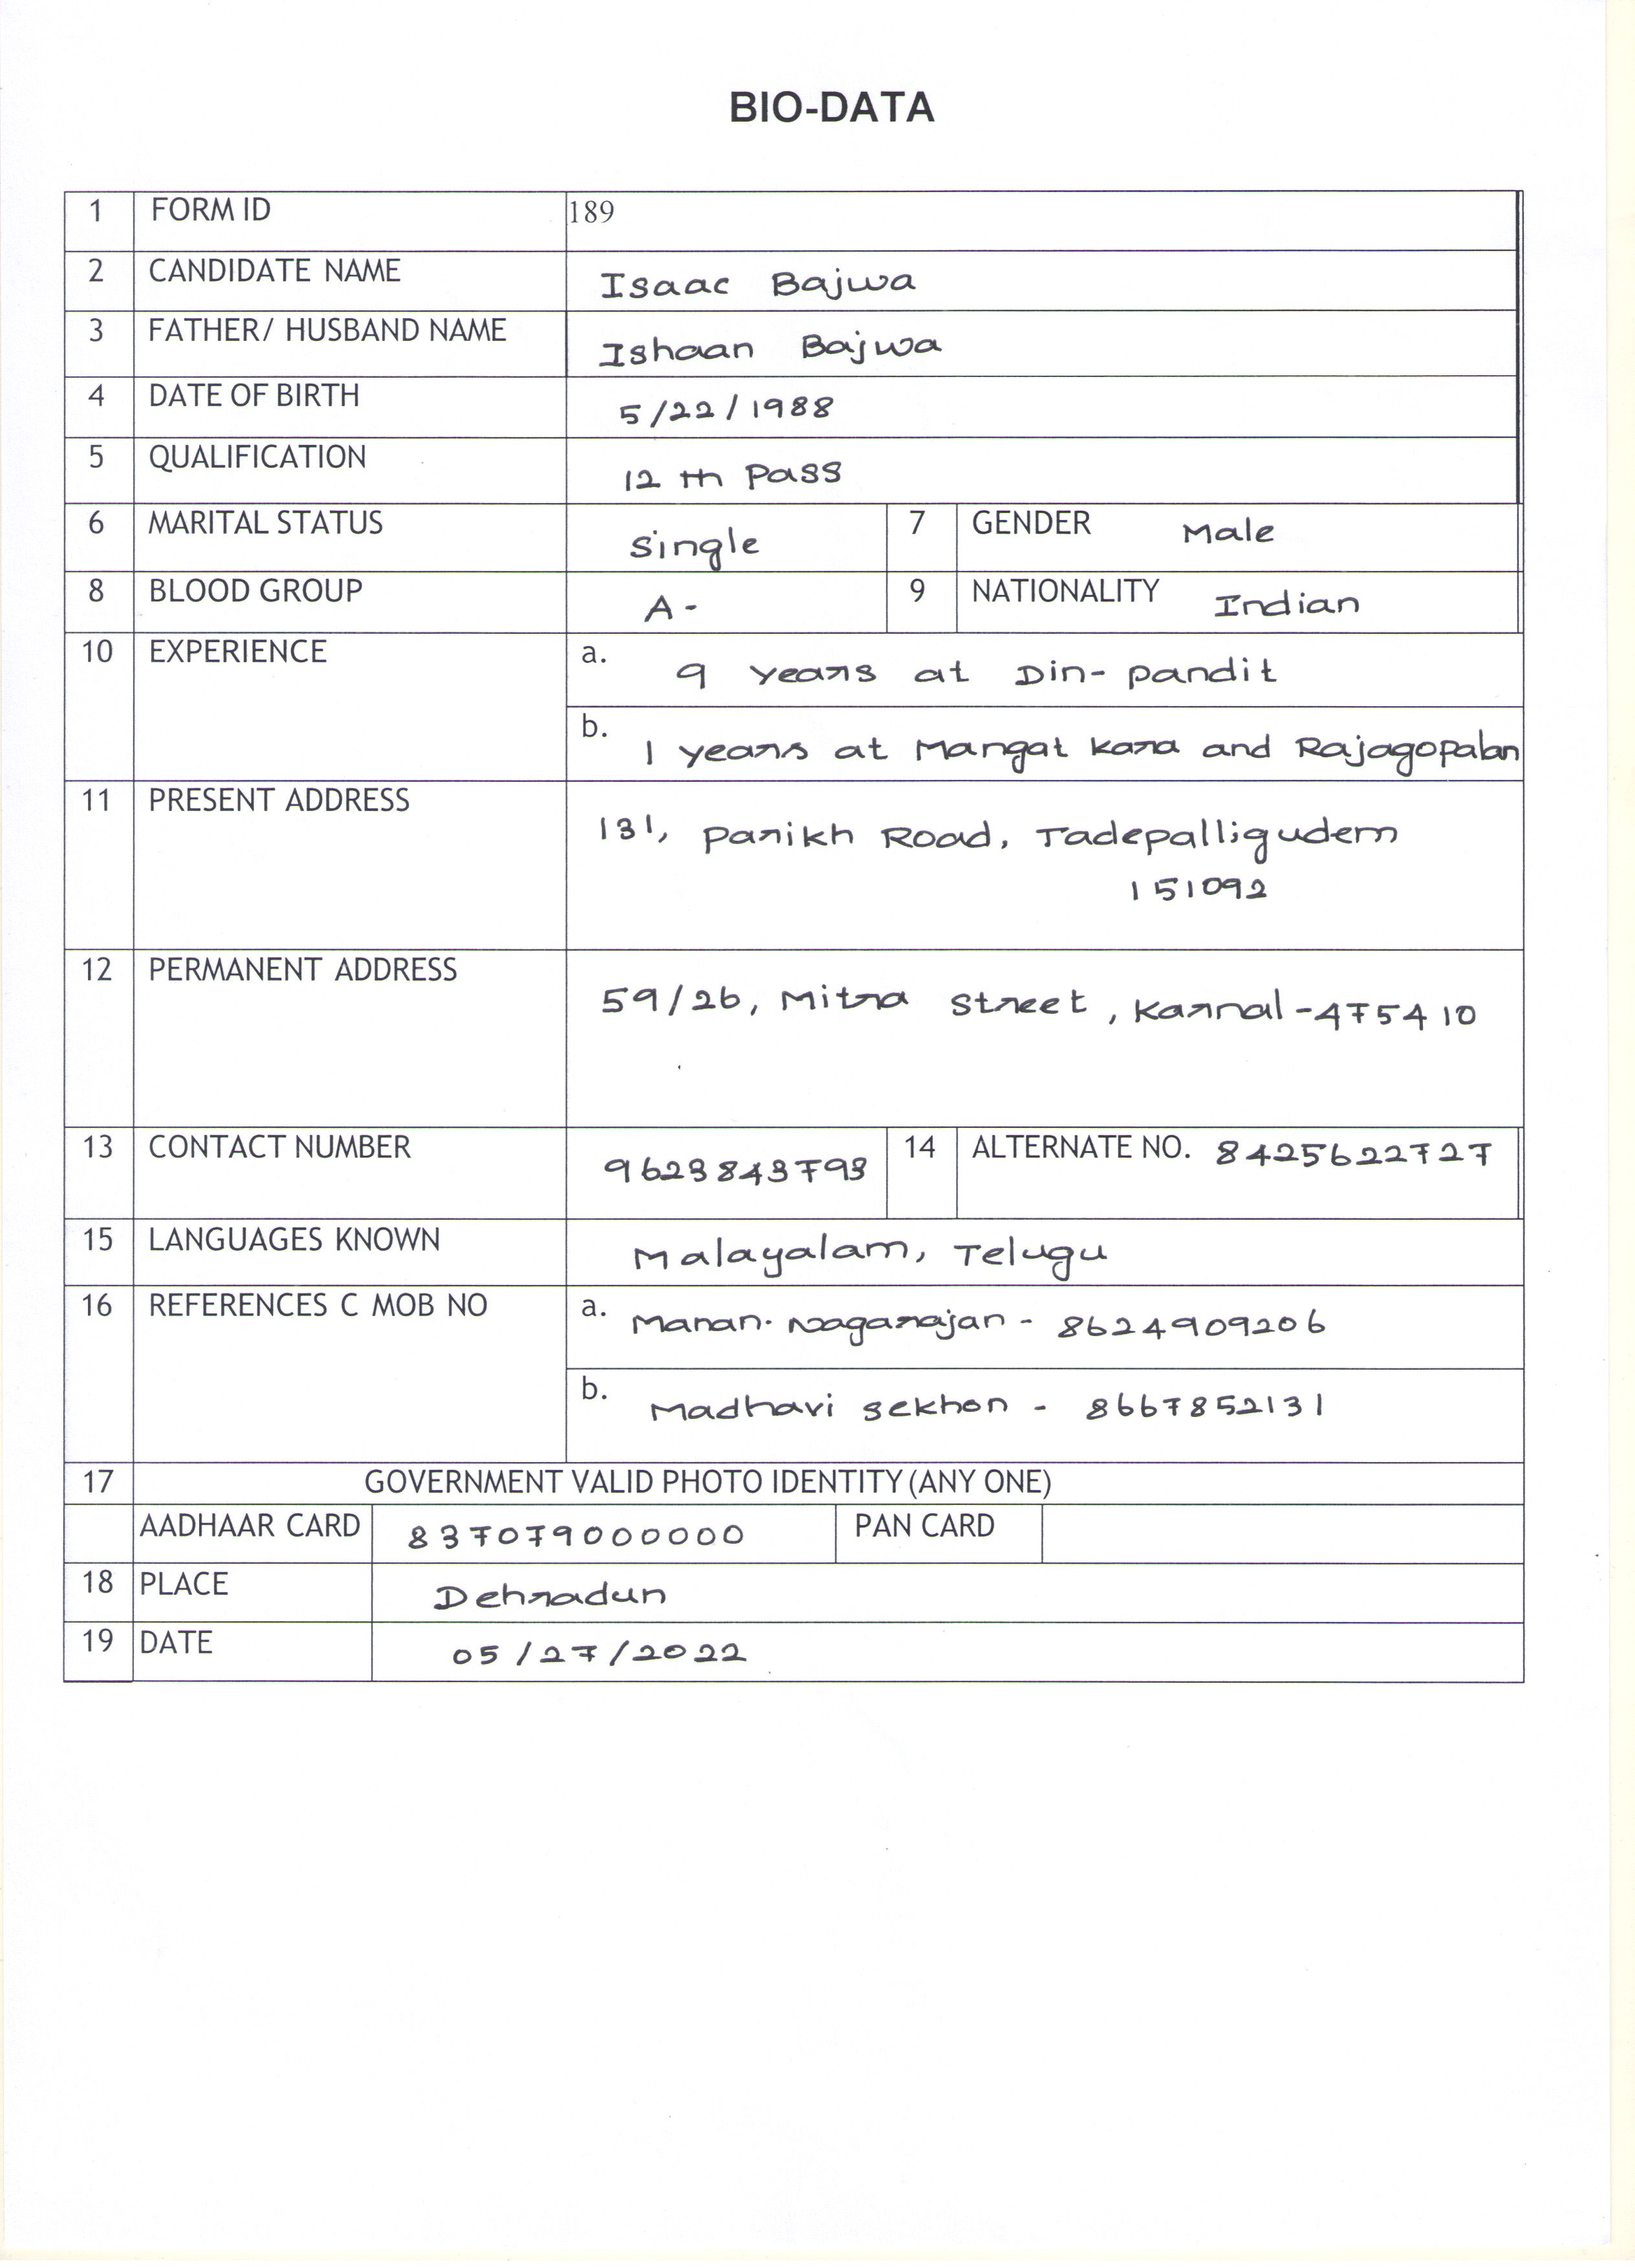 BIO-DATA
1 FORM ID 189
2 CANDIDATE NAME Isaac Bajwa
3 FATHER/ HUSBAND NAME Ishaan Bajwa
4 DATE OF BIRTH 5/22/1988
5 QUALIFICATION 12 th Pass
6 MARITAL STATUS Single 7 GENDER Male
8 BLOOD GROUP A- 9 NATIONALITY Indian
10 EXPERIENCE a. 9 years at Din-pandit
b. 1 years at Mangat kara and Rajagopalan
11 PRESENT ADDRESS 131, Parikh Road, Tadepalligudem
151092
12 PERMANENT ADDRESS 59/26, Mitra Street, Karnal-475410
13 CONTACT NUMBER 9623843793 14 ALTERNATE NO. 8425622727
15 LANGUAGES KNOWN Malayalam, Telugu
16 REFERENCES C MOB NO a. Manan. Nagarajan - 8624909206
b. Madhavi Sekhon - 8667852131
17 GOVERNMENT VALID PHOTO IDENTITY (ANY ONE)
AADHAAR CARD 837079000000 PAN CARD
18 PLACE Dehradun
19 DATE 05/27/2022